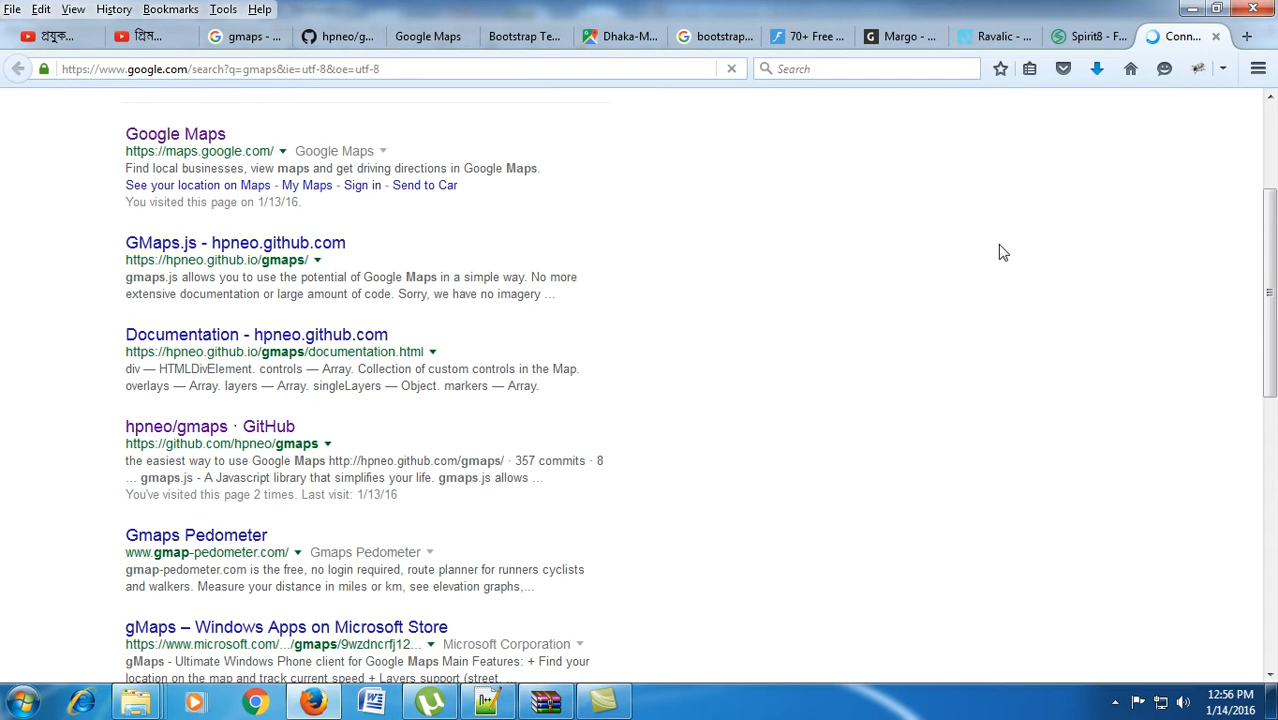 File Edit View History Bookmarks Tools Help
প্রযুক্... প্রিম... gmaps - ... hpneo/g... Google Maps Bootstrap Te... Dhaka-M... bootstrap... 70+ Free ... Margo - ... Ravalic - ... Spirit8 - F... Conn...
https://www.google.com/search?q=gmaps&ie=utf-8&oe=utf-8 Search
Google Maps
https://maps.google.com/ Google Maps
Find local businesses, view maps and get driving directions in Google Maps.
See your location on Maps - My Maps - Sign in - Send to Car
You visited this page on 1/13/16.
GMaps.js - hpneo.github.com
https://hpneo.github.io/gmaps/
gmaps.js allows you to use the potential of Google Maps in a simple way. No more
extensive documentation or large amount of code. Sorry, we have no imagery ...
Documentation - hpneo.github.com
https://hpneo.github.io/gmaps/documentation.html
div — HTMLDivElement. controls — Array. Collection of custom controls in the Map.
overlays — Array. layers — Array. singleLayers — Object. markers — Array.
hpneo/gmaps · GitHub
https://github.com/hpneo/gmaps
the easiest way to use Google Maps http://hpneo.github.com/gmaps/ · 357 commits · 8
... gmaps.js - A Javascript library that simplifies your life. gmaps.js allows ...
You've visited this page 2 times. Last visit: 1/13/16
Gmaps Pedometer
www.gmap-pedometer.com/ Gmaps Pedometer
gmap-pedometer.com is the free, no login required, route planner for runners cyclists
and walkers. Measure your distance in miles or km, see elevation graphs,...
gMaps – Windows Apps on Microsoft Store
https://www.microsoft.com/.../gmaps/9wzdncrfj12... Microsoft Corporation
gMaps - Ultimate Windows Phone client for Google Maps Main Features: + Find your
location on the map and track current speed + Layers support (street, ...
12:56 PM
1/14/2016